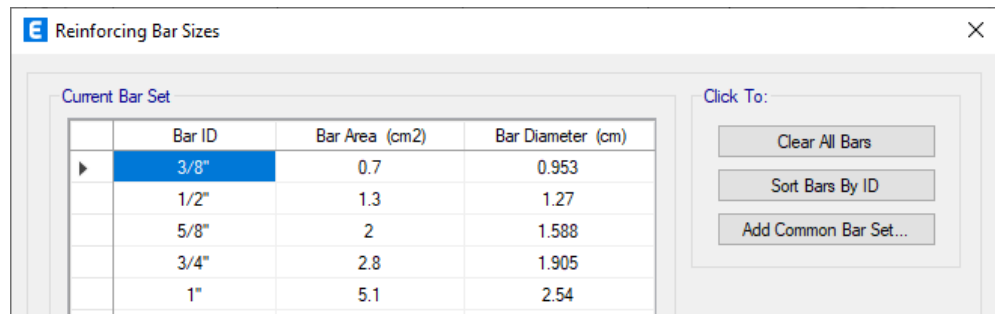 E Reinforcing Bar Sizes
Current Bar Set
Click To:
Bar ID Bar Area (cm2) Bar Diameter (cm)
3/8" 0.7 0.953
1/2" 1.3 1.27
5/8" 2 1.588
3/4" 2.8 1.905
1" 5.1 2.54
Clear All Bars
Sort Bars By ID
Add Common Bar Set...